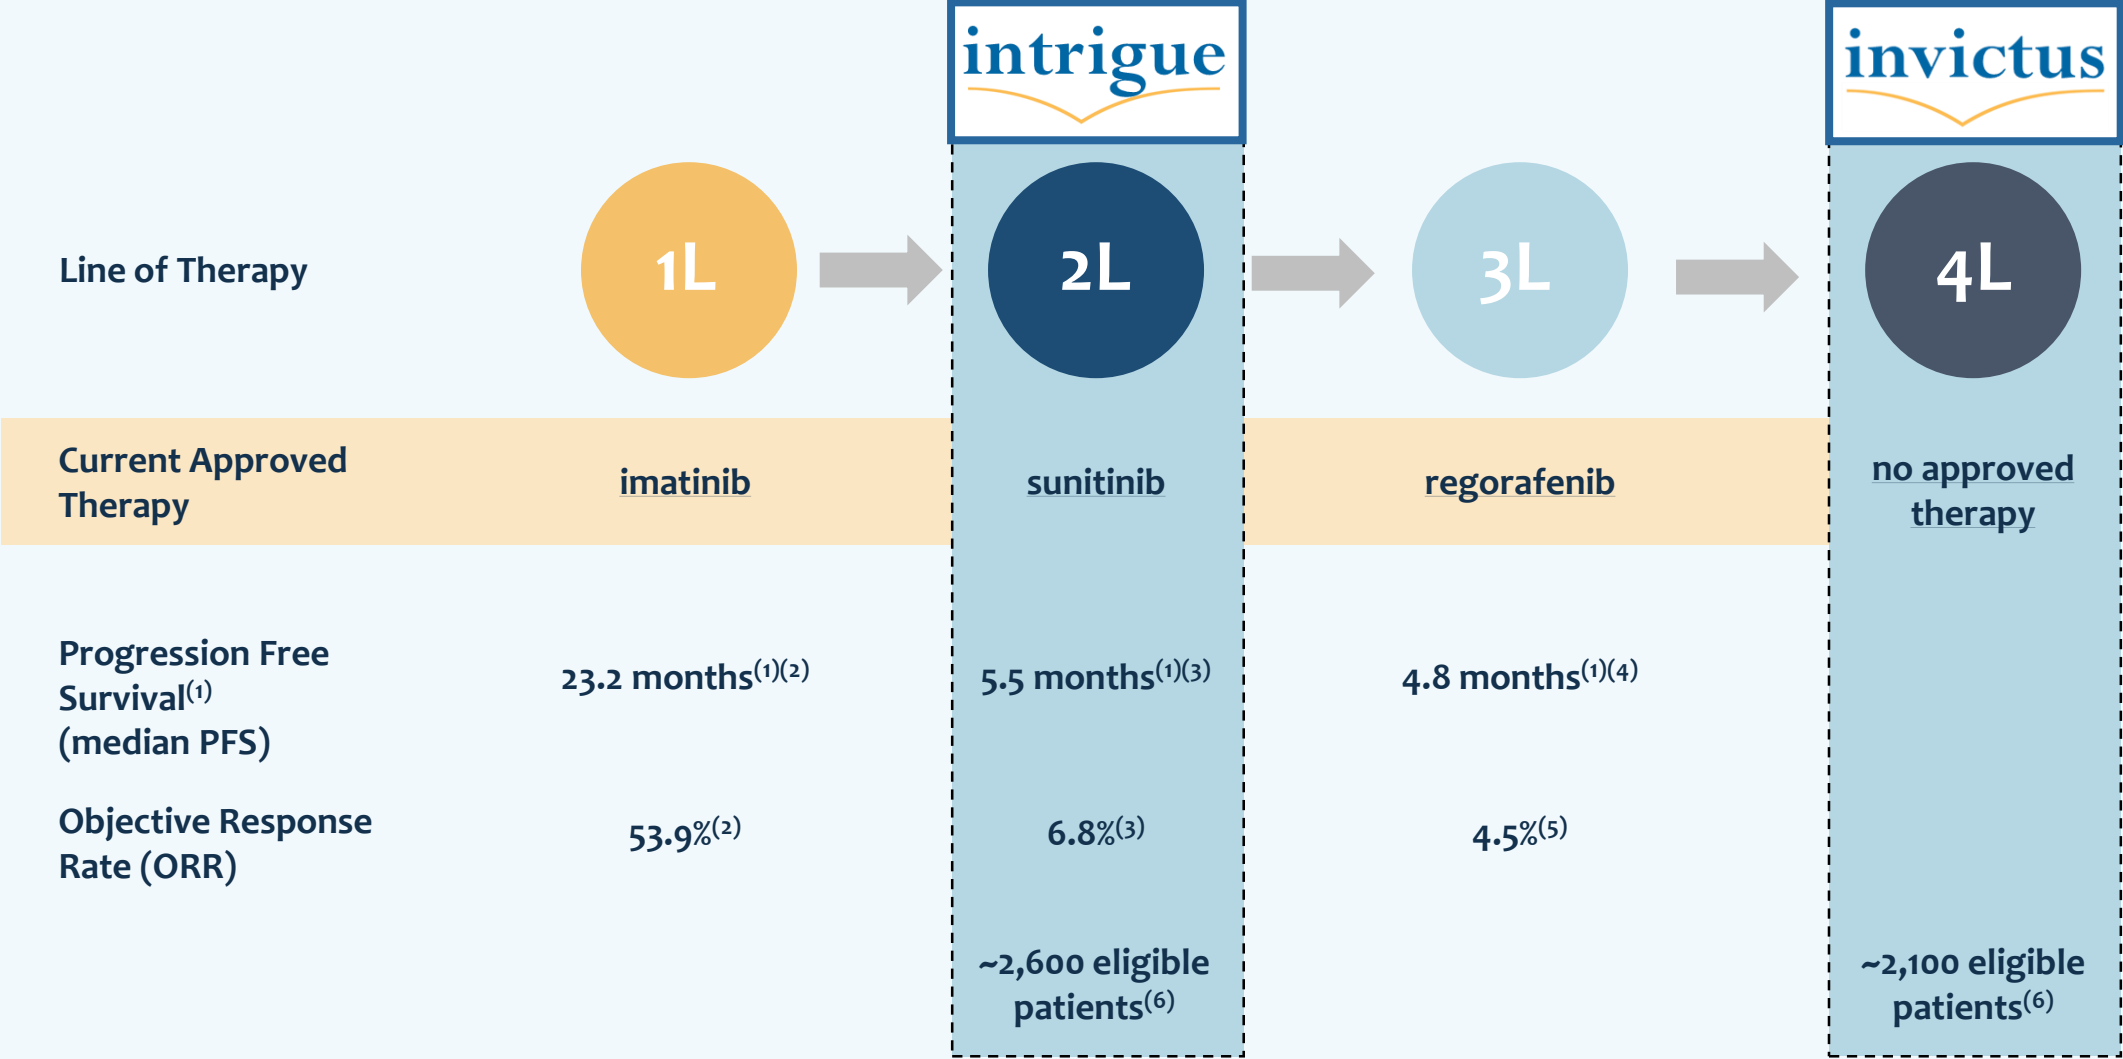 intrigue
invictus
Line of Therapy
1L
2L
3L
4L
Current Approved
Therapy
imatinib
sunitinib
regorafenib
no approved
therapy
Progression Free
Survival(1)
(median PFS)
23.2 months(1)(2)
5.5 months(1)(3)
4.8 months(1)(4)
Objective Response
Rate (ORR)
53.9%(2)
6.8%(3)
4.5%(5)
~2,600 eligible
patients(6)
~2,100 eligible
patients(6)